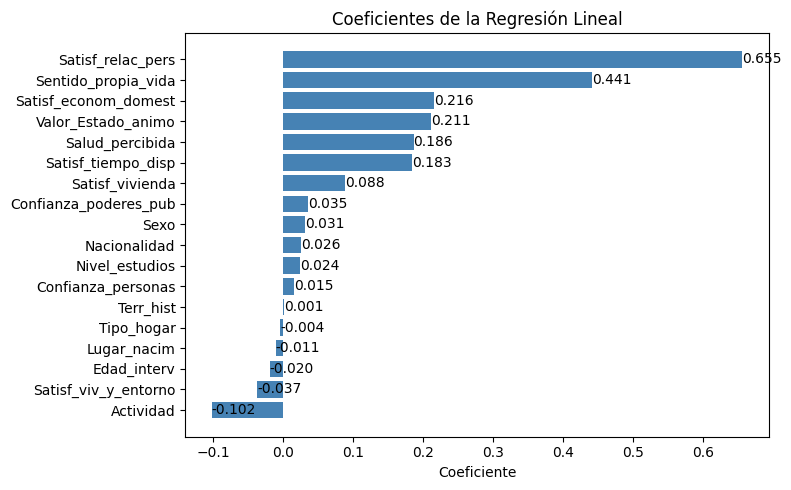 Coeficientes de la Regresión Lineal
Satisf_relac_pers 0.655
Sentido_propia_vida 0.441
Satisf_econom_domest 0.216
Valor_Estado_animo 0.211
Salud_percibida 0.186
Satisf_tiempo_disp 0.183
Satisf_vivienda 0.088
Confianza_poderes_pub 0.035
Sexo 0.031
Nacionalidad 0.026
Nivel_estudios 0.024
Confianza_personas 0.015
Terr_hist 0.001
Tipo_hogar -0.004
Lugar_nacim -0.011
Edad_interv -0.020
Satisf_viv_y_entorno -0.037
Actividad -0.102
−0.1 0.0 0.1 0.2 0.3 0.4 0.5 0.6
Coeficiente